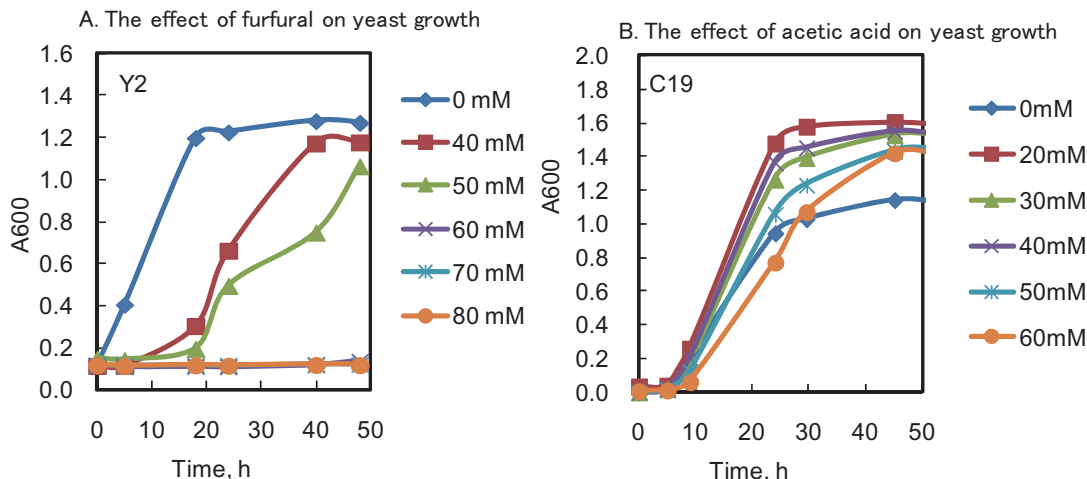 A. The effect of furfural on yeast growth
1.6
1.4
1.2
1.0
0.8
0.6
0.4
0.2
0.0
A600
Y2
0 10 20 30 40 50
Time, h
0 mM
40 mM
50 mM
60 mM
70 mM
80 mM
B. The effect of acetic acid on yeast growth
2.0
1.8
1.6
1.4
1.2
1.0
0.8
0.6
0.4
0.2
0.0
A600
C19
0 10 20 30 40 50
Time, h
0mM
20mM
30mM
40mM
50mM
60mM